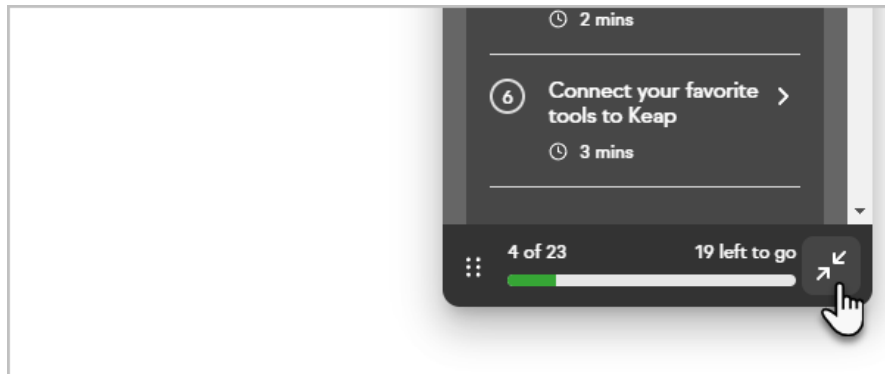 2 mins
6
Connect your favorite
tools to Keap
3 mins
4 of 23
19 left to go